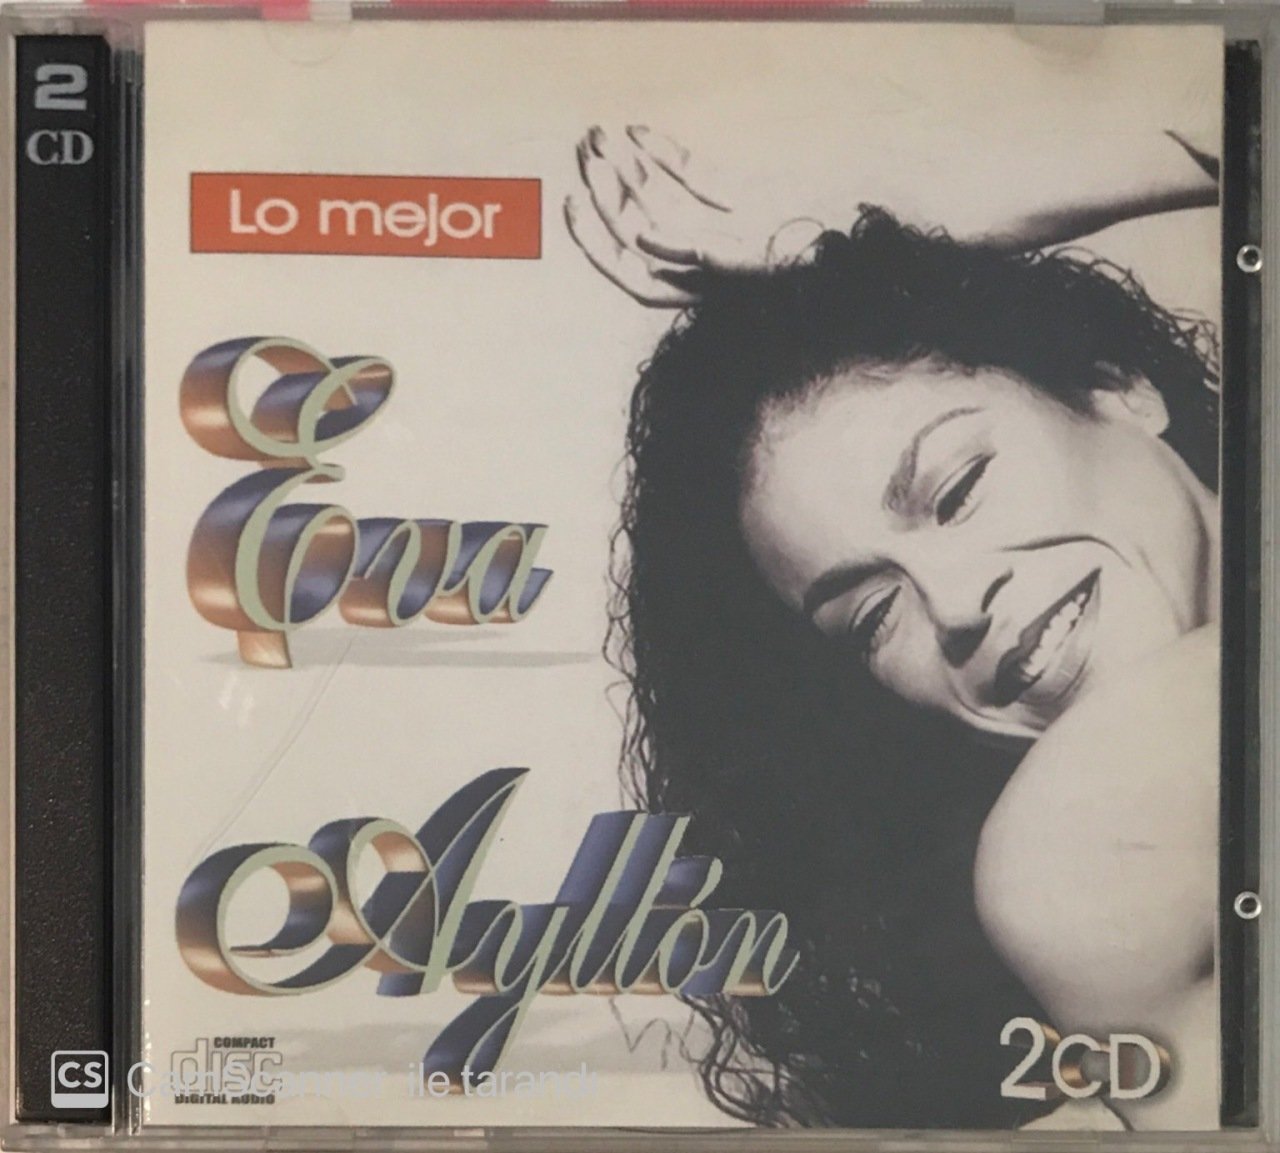 2
CD
Lo mejor
Eva
Ayllón
COMPACT
disc
DIGITAL AUDIO
2CD
CS CamScanner ile tarandı